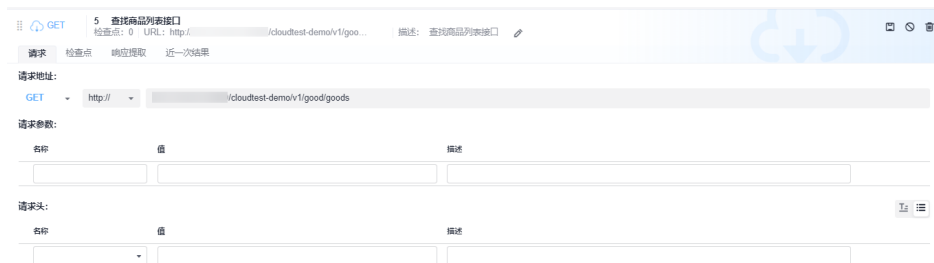 GET 5 查找商品列表接口
检查点: 0 URL: http:/. /cloudtest-demo/v1/goo... 描述: 查找商品列表接口
请求 检查点 响应提取 近一次结果
请求地址:
GET http:// /cloudtest-demo/v1/good/goods
请求参数:
名称 值 描述
请求头:
名称 值 描述